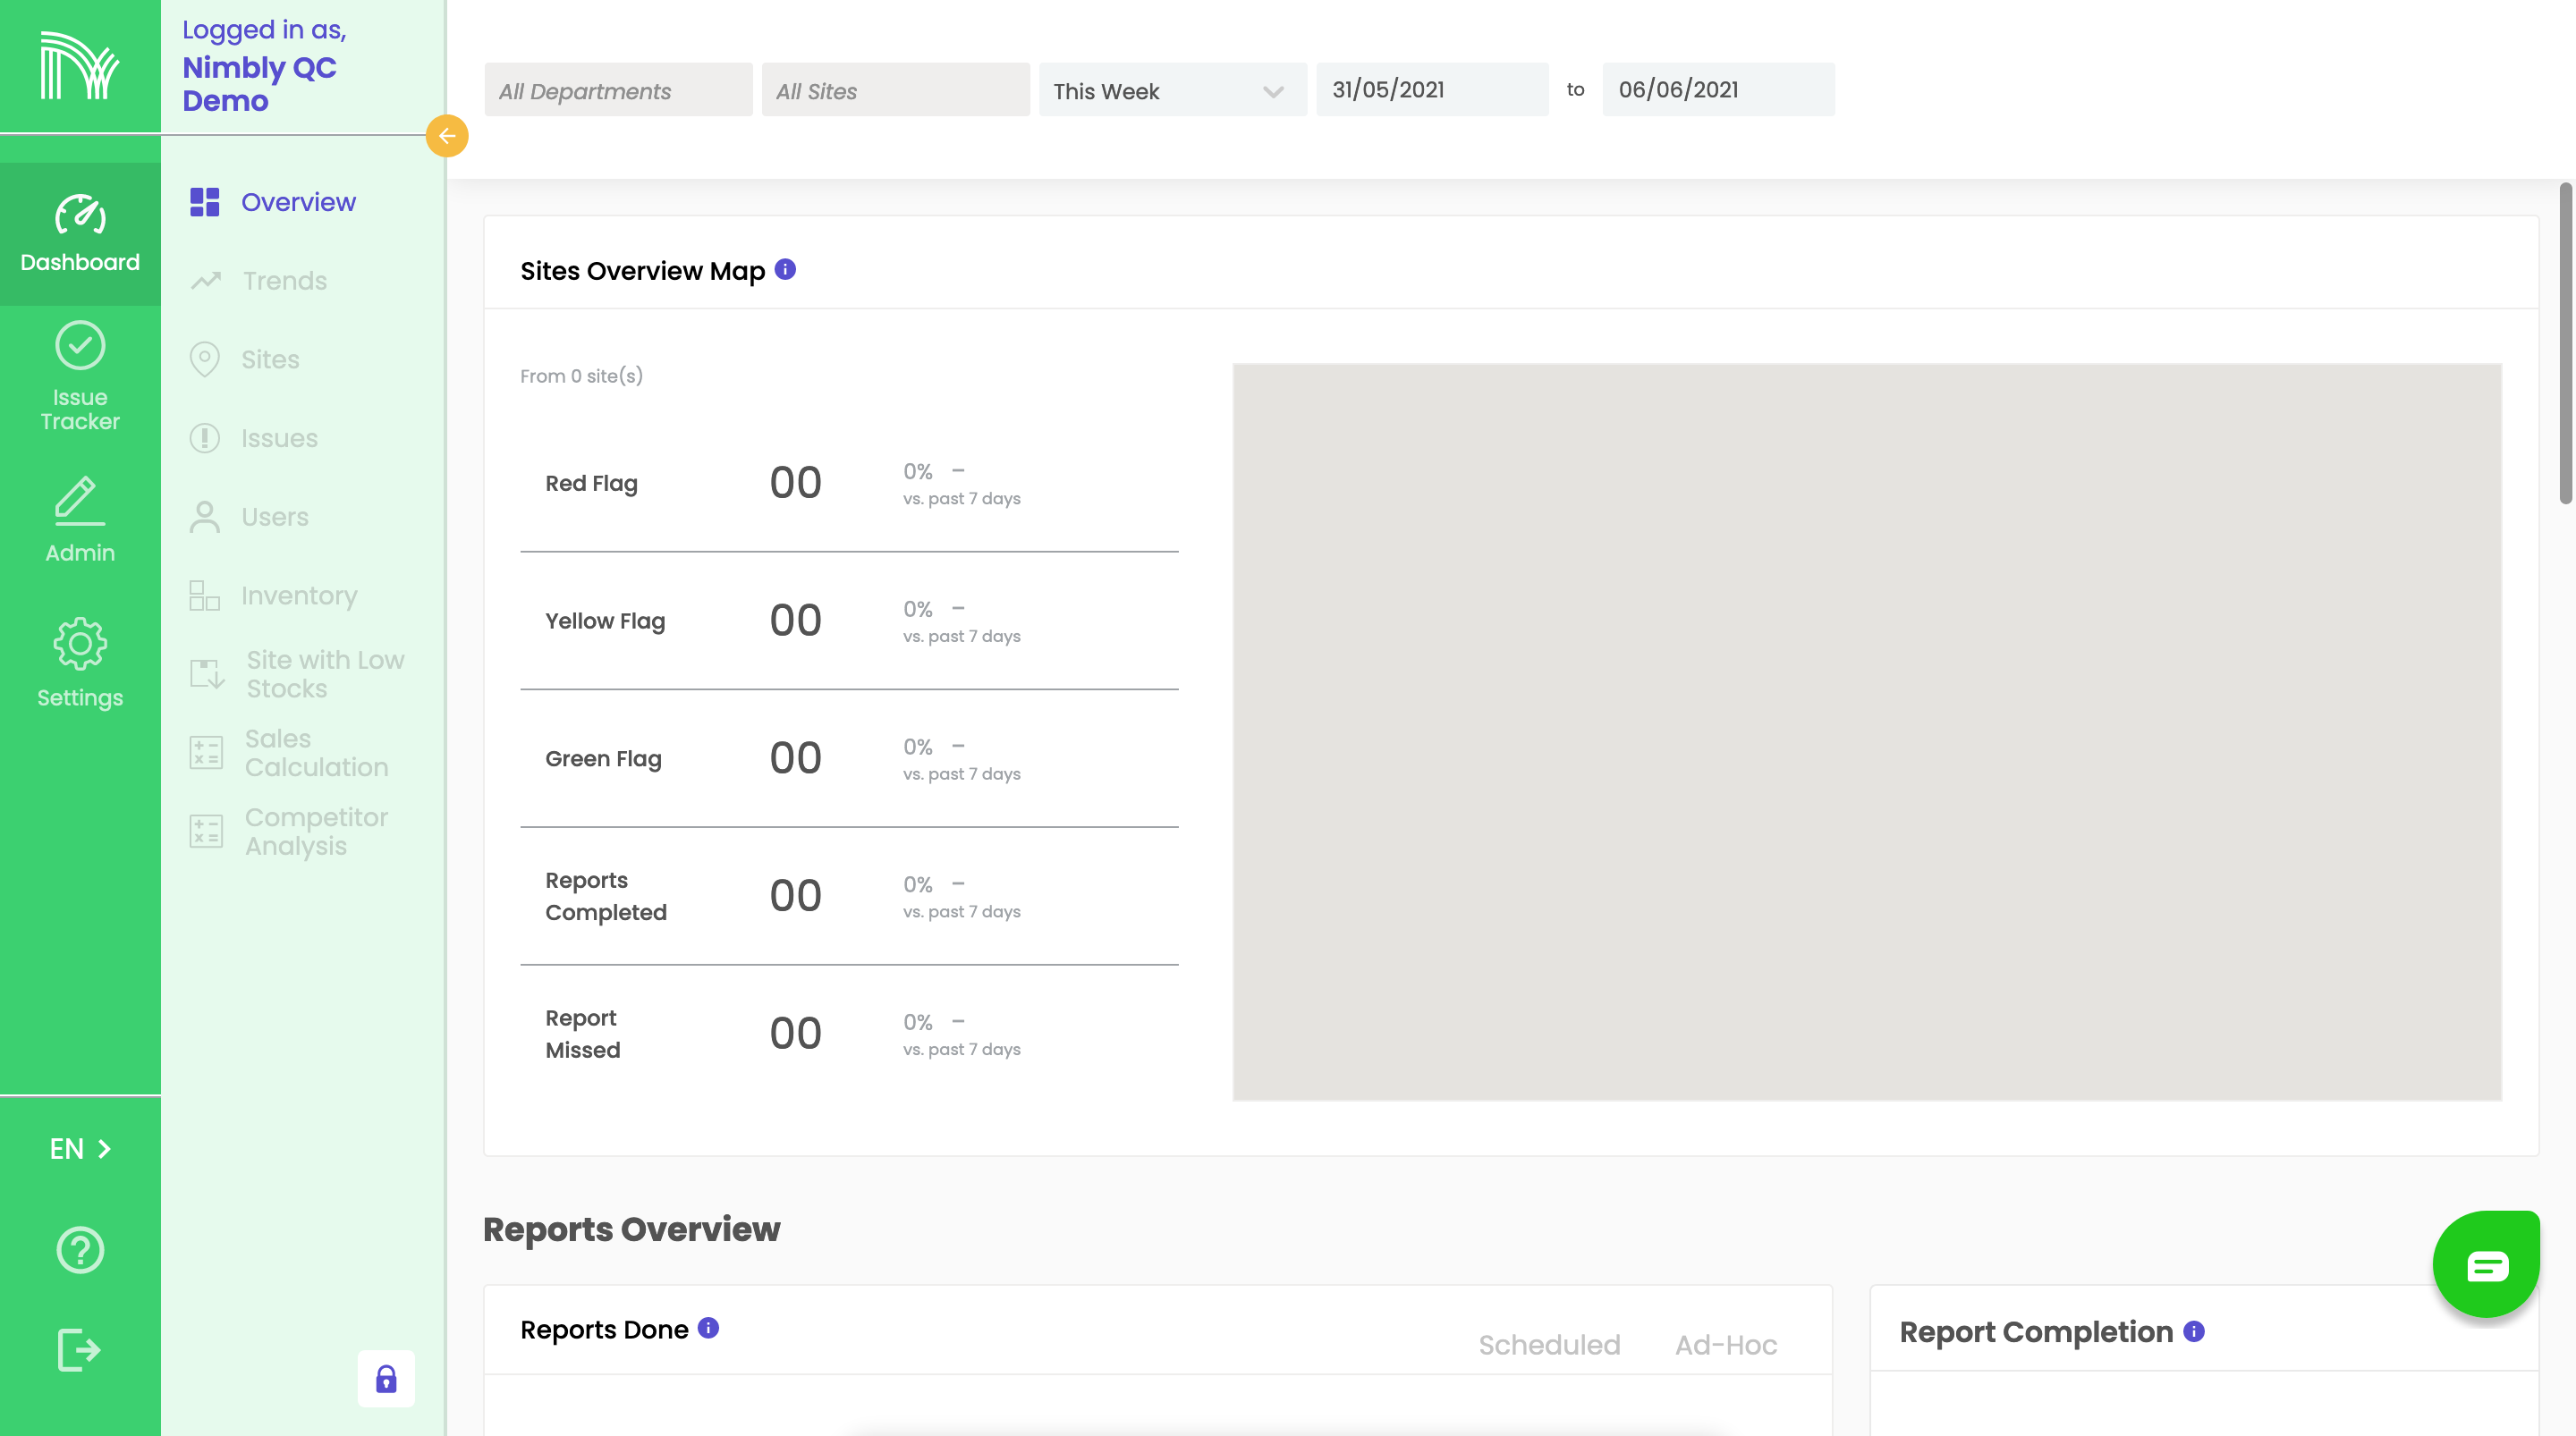 Logged in as,
Nimbly QC
Demo
Dashboard
Issue
Tracker
Admin
Settings
EN
Overview
Trends
Sites
Issues
Users
Inventory
Site with Low
Stocks
Sales
Calculation
Competitor
Analysis
All Departments
All Sites
This Week
31/05/2021
to
06/06/2021
Sites Overview Map
From 0 site(s)
Red Flag
00
0% –
vs. past 7 days
Yellow Flag
00
0% –
vs. past 7 days
Green Flag
00
0% –
vs. past 7 days
Reports
Completed
00
0% –
vs. past 7 days
Report
Missed
00
0% –
vs. past 7 days
Reports Overview
Reports Done
Scheduled
Ad-Hoc
Report Completion